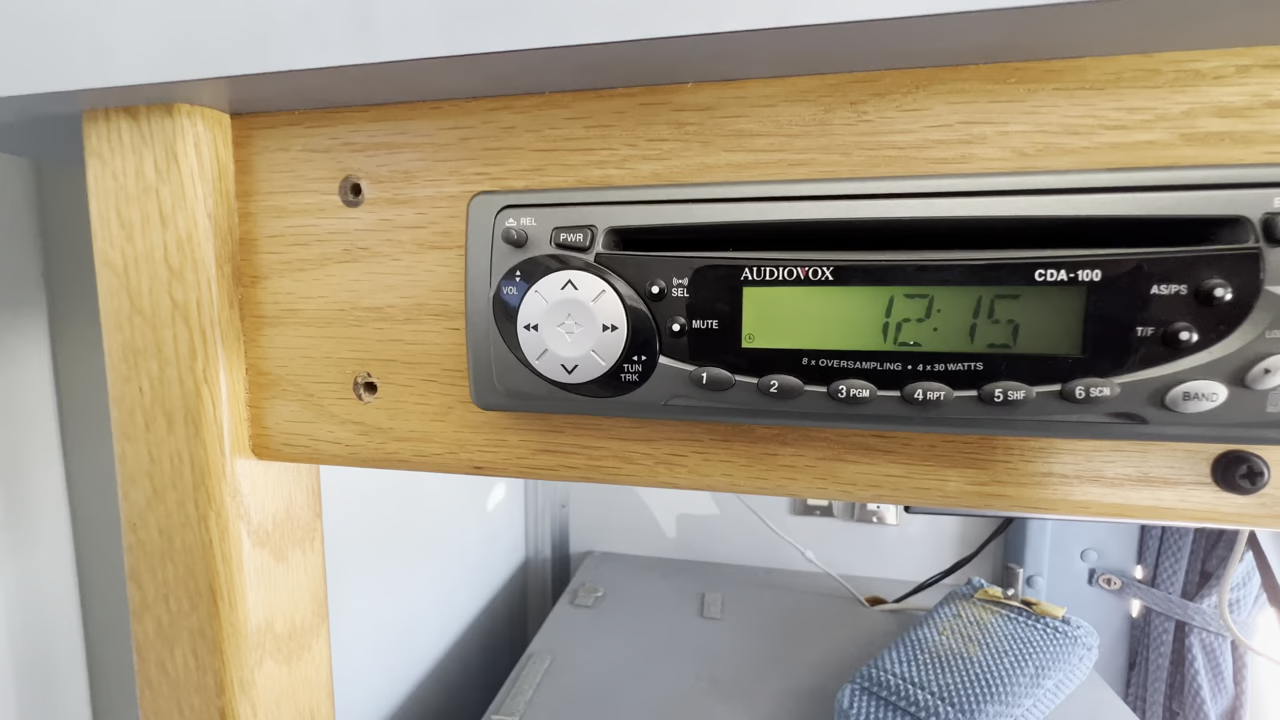 REL
PWR
VOL
SEL
MUTE
TUN
TRK
AUDIOVOX
CDA-100
12:15
8 x OVERSAMPLING • 4 x 30 WATTS
AS/PS
T/F
1
2
3 PGM
4 RPT
5 SHF
6 SCN
BAND